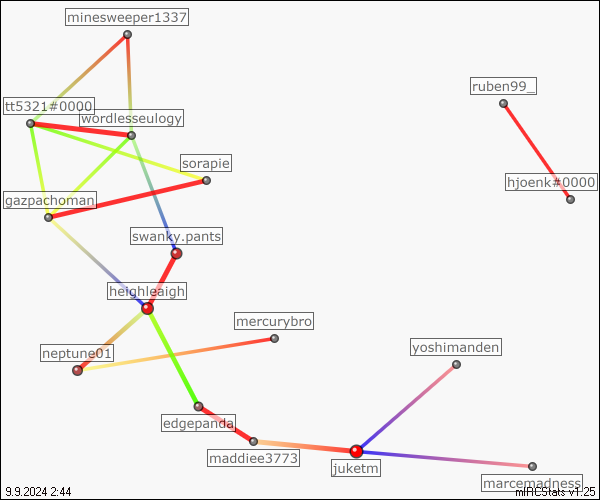 minesweeper1337
ruben99_
tt5321#0000
wordlesseulogy
sorapie
hjoenk#0000
gazpachoman
swanky.pants
heighleaigh
mercurybro
neptune01
yoshimanden
edgepanda
maddiee3773
juketm
marcemadness
9.9.2024 2:44
mIRCStats v1.25